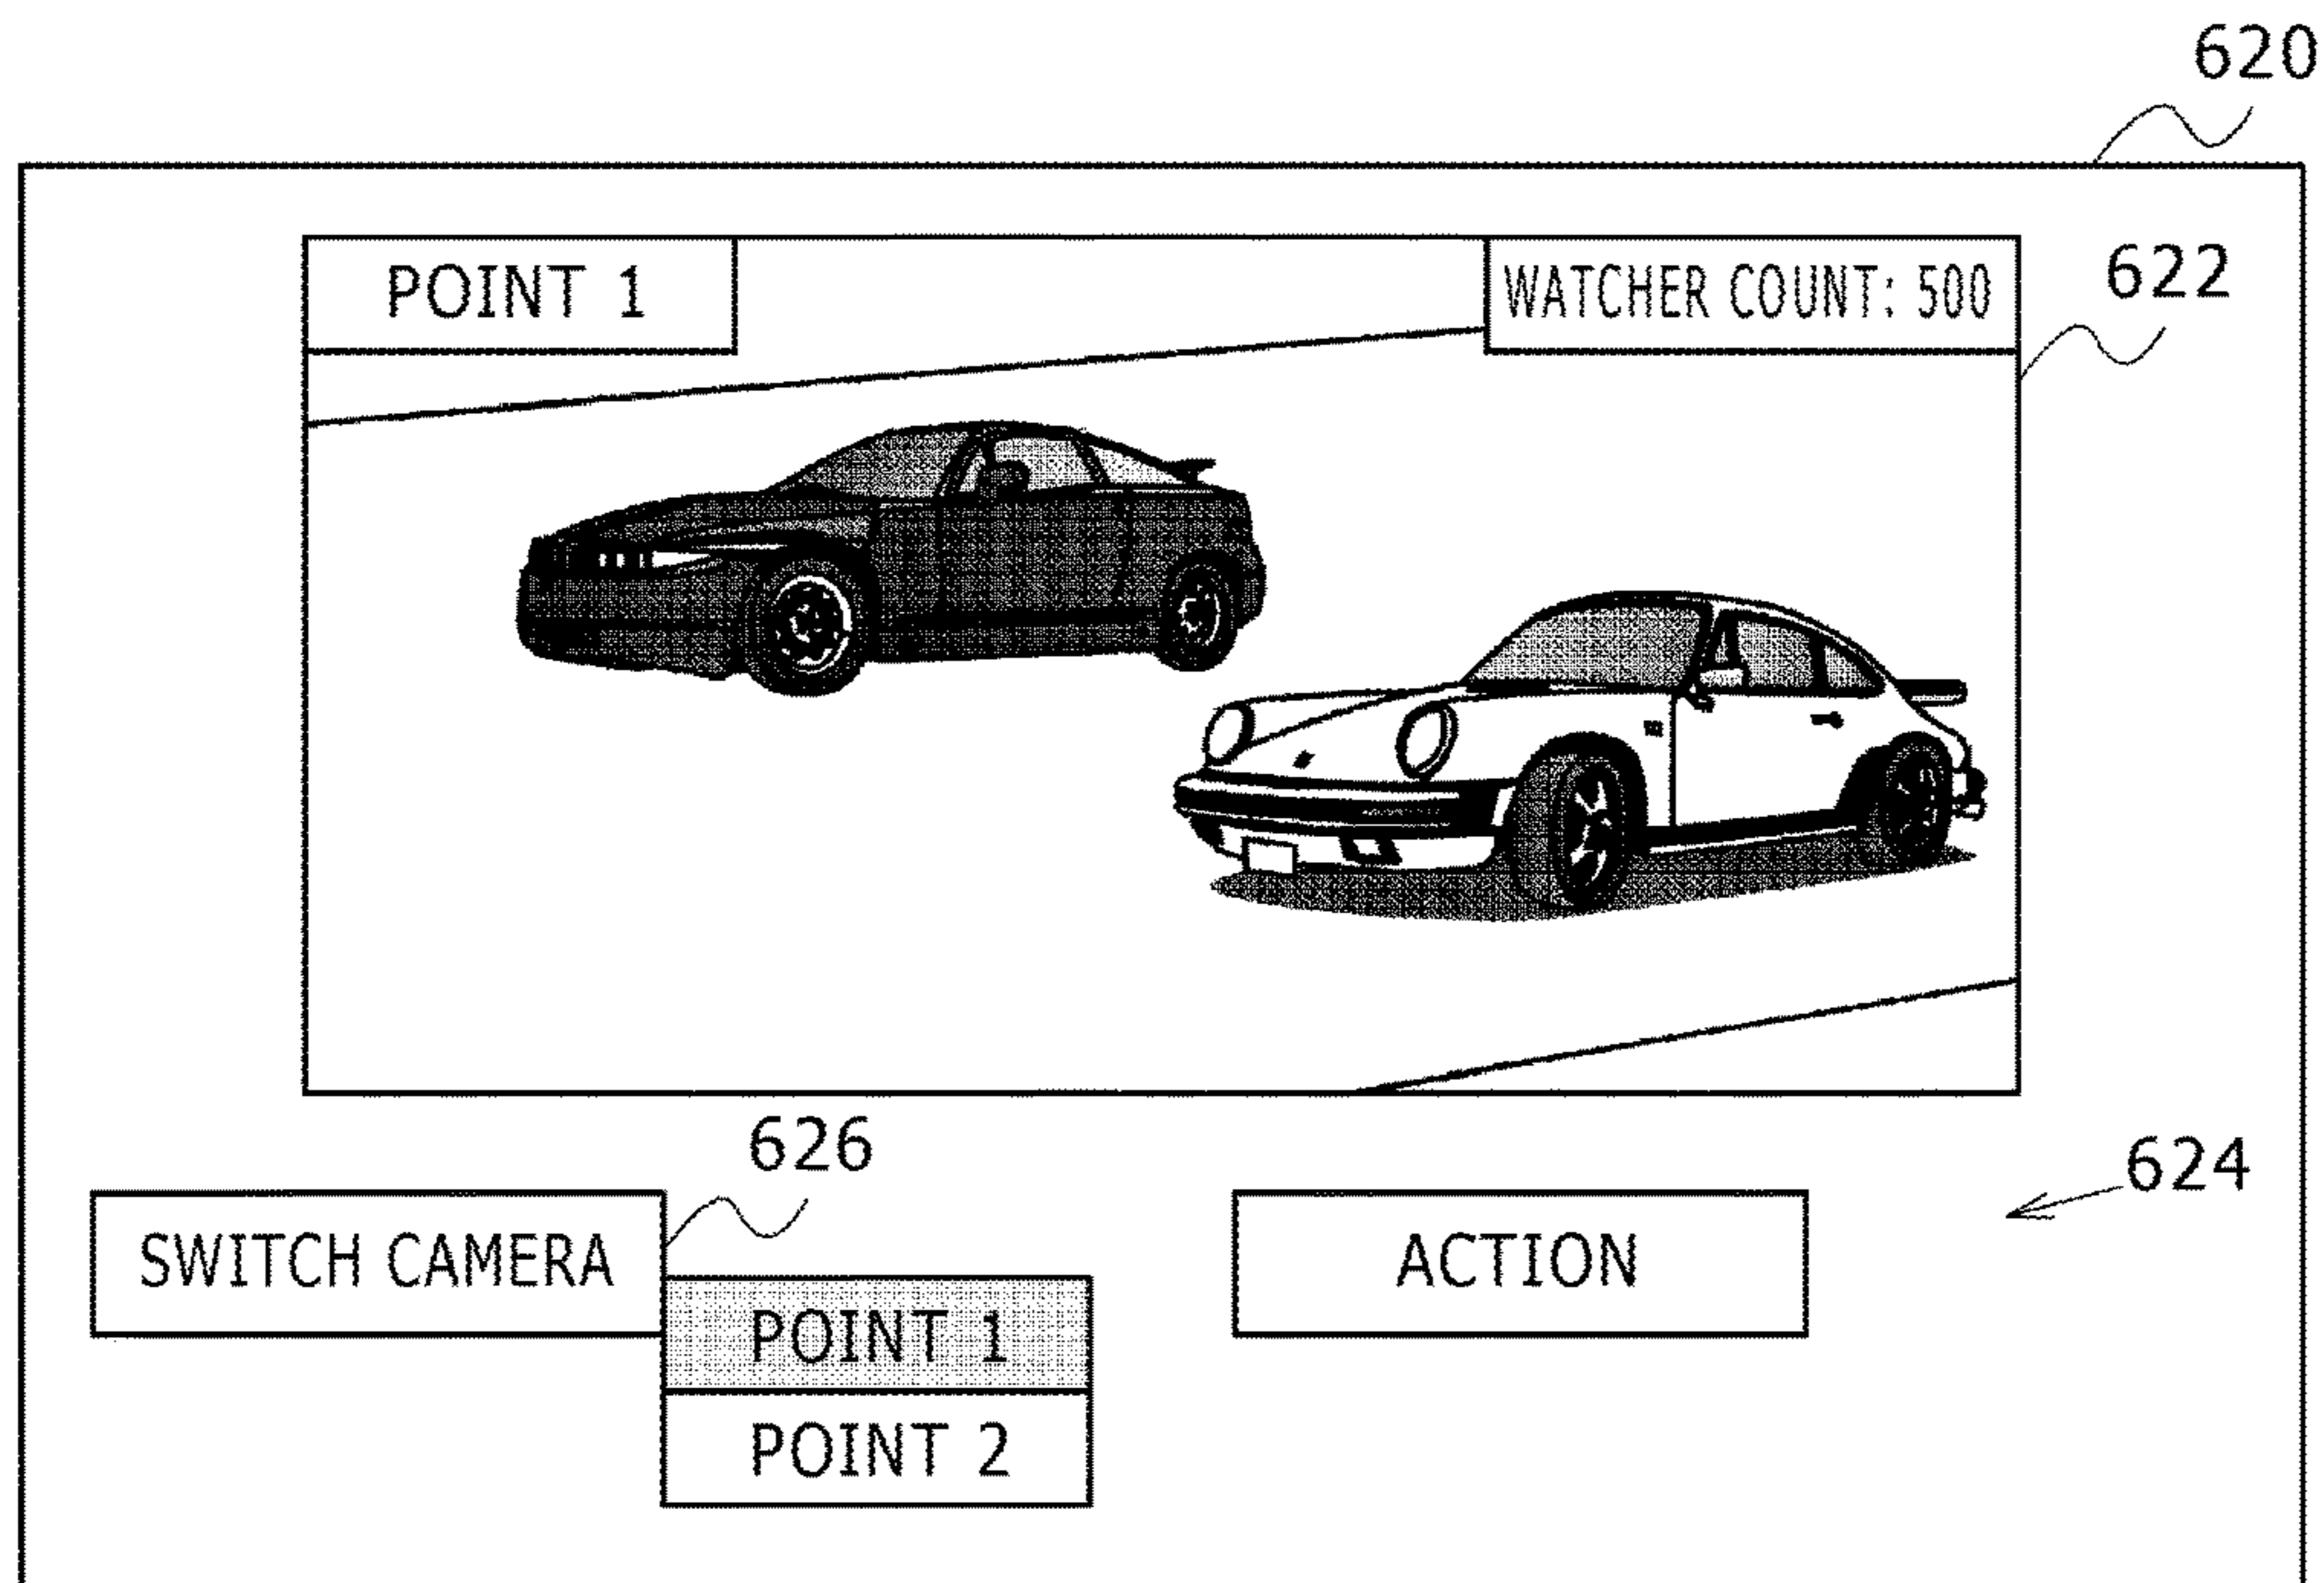 620
POINT 1
WATCHER COUNT: 500
622
626
624
SWITCH CAMERA
ACTION
POINT 1
POINT 2